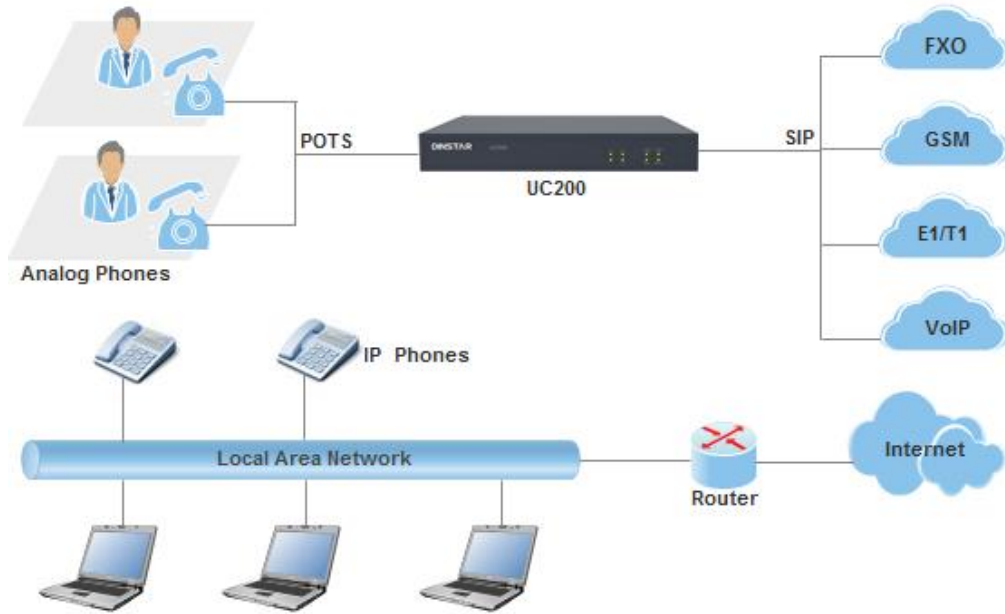 FXO
POTS
DINSTAR
SIP
GSM
UC200
E1/T1
Analog Phones
VoIP
IP Phones
Local Area Network
Internet
Router